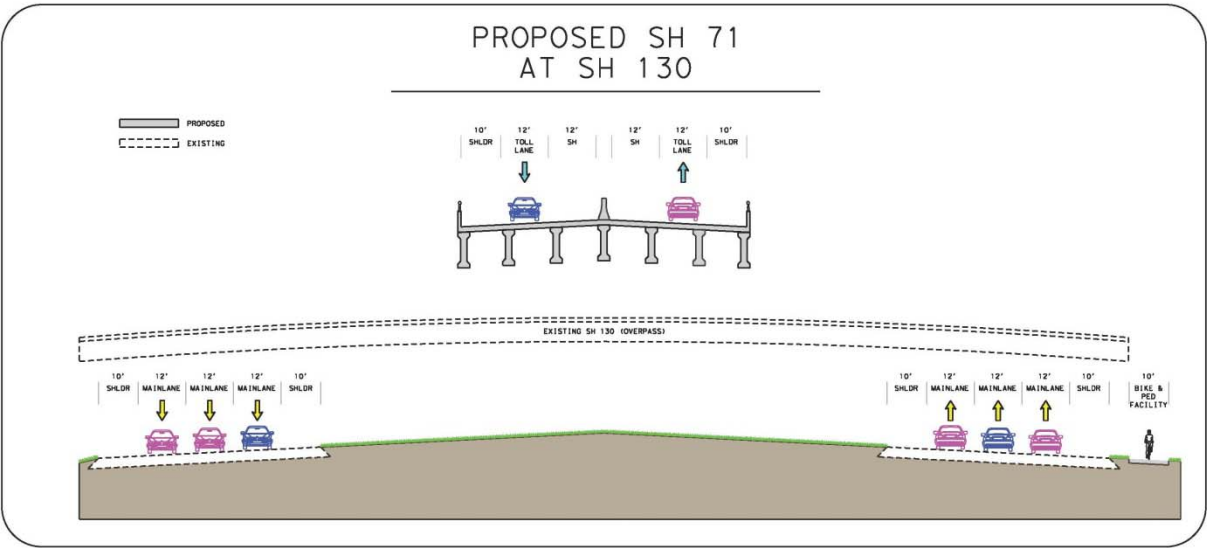 PROPOSED SH 71
AT SH 130
PROPOSED
EXISTING
10' 12' 12' 12' 12' 10'
SHLDR TOLL SH SH TOLL SHLDR
LANE LANE
EXISTING SH 130 (OVERPASS)
10' 12' 12' 12' 10'
SHLDR MAINLANE MAINLANE MAINLANE SHLDR
10' 12' 12' 12' 10' 10'
SHLDR MAINLANE MAINLANE MAINLANE SHLDR BIKE &
PED
FACILITY